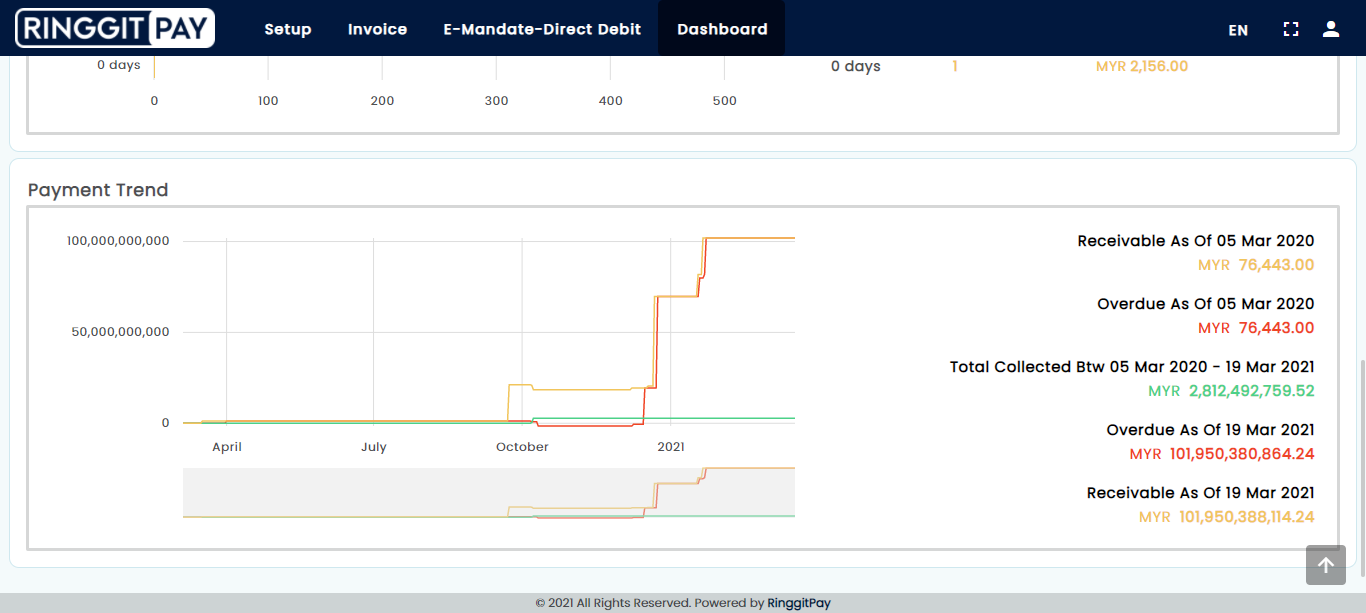 RINGGIT PAY Setup Invoice E-Mandate-Direct Debit Dashboard EN
0 days 0 days 1 MYR 2,156.00
0 100 200 300 400 500
Payment Trend
100,000,000,000
50,000,000,000
0
April July October 2021
Receivable As Of 05 Mar 2020
MYR 76,443.00
Overdue As Of 05 Mar 2020
MYR 76,443.00
Total Collected Btw 05 Mar 2020 - 19 Mar 2021
MYR 2,812,492,759.52
Overdue As Of 19 Mar 2021
MYR 101,950,380,864.24
Receivable As Of 19 Mar 2021
MYR 101,950,388,114.24
© 2021 All Rights Reserved. Powered by RinggitPay